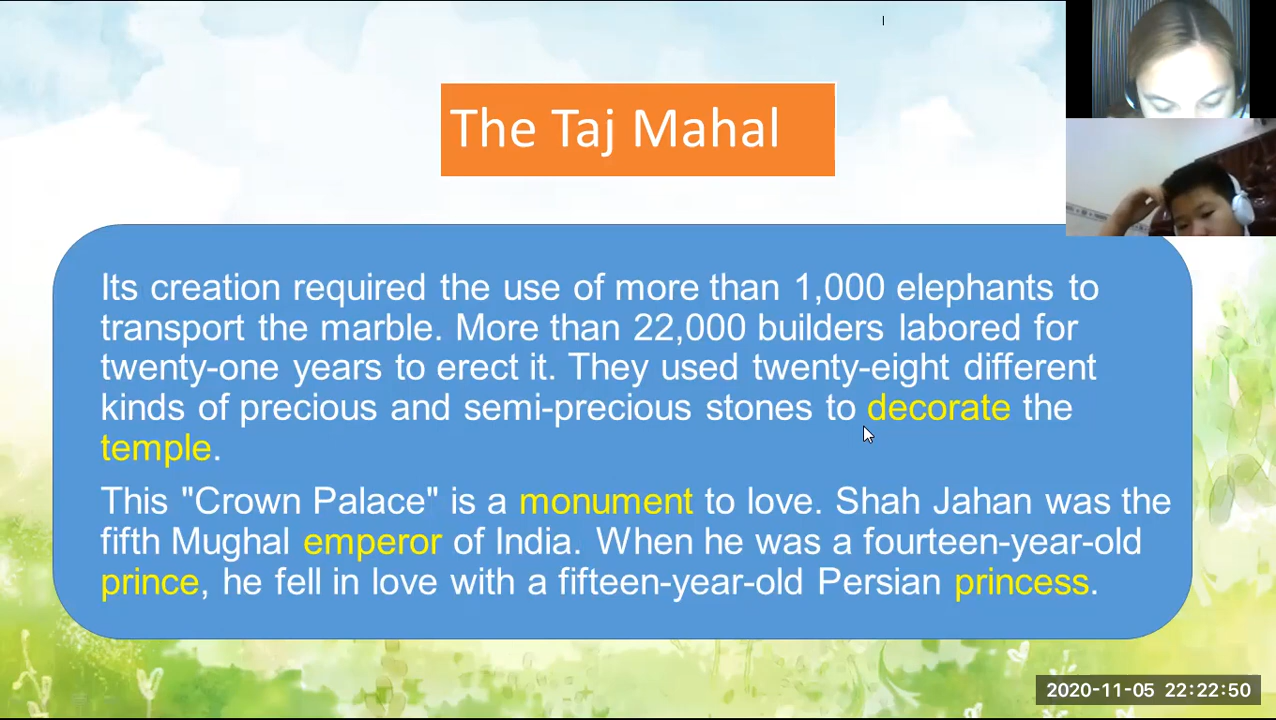 The Taj Mahal
Its creation required the use of more than 1,000 elephants to
transport the marble. More than 22,000 builders labored for
twenty-one years to erect it. They used twenty-eight different
kinds of precious and semi-precious stones to decorate the
temple.
This "Crown Palace" is a monument to love. Shah Jahan was the
fifth Mughal emperor of India. When he was a fourteen-year-old
prince, he fell in love with a fifteen-year-old Persian princess.
2020-11-05 22:22:50